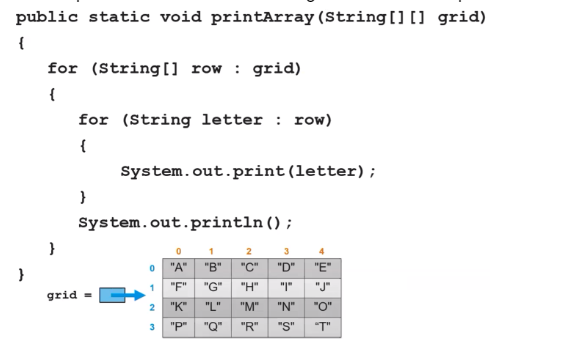 public static void printArray(String[][] grid)
{
for (String[] row : grid)
{
for (String letter : row)
{
System.out.print(letter);
}
System.out.println();
}
}
0 1 2 3 4
0 "A" "B" "C" "D" "E"
1 "F" "G" "H" "I" "J"
grid =
2 "K" "L" "M" "N" "O"
3 "P" "Q" "R" "S" "T"